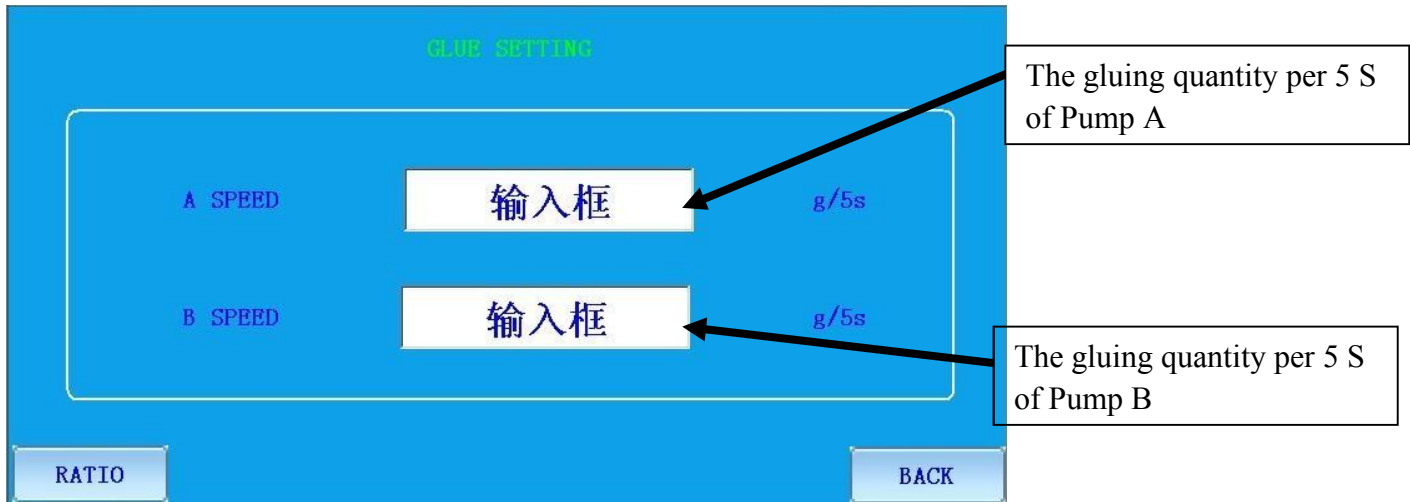 GLUE SETTING
The gluing quantity per 5 S
of Pump A
A SPEED 输入框 g/5s
B SPEED 输入框 g/5s
The gluing quantity per 5 S
of Pump B
RATIO BACK